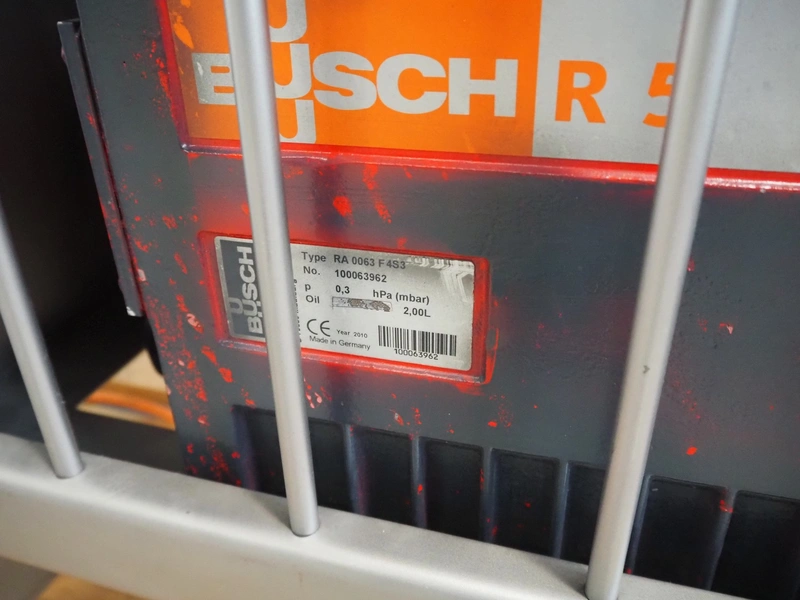 BUSCH
R 5
BUSCH
Type RA 0063 F4S3
No. 100063962
p 0,3 hPa (mbar)
Oil 2,00L
CE Year 2010
Made in Germany
100063962